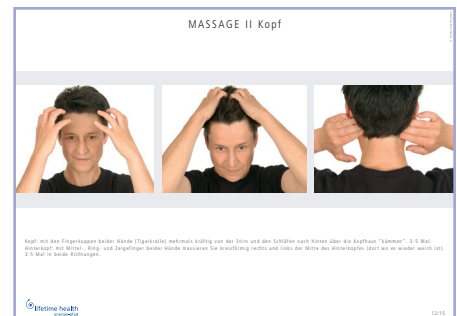 MASSAGE II Kopf
Kopf: mit den Fingerkuppen beider Hände (Tigerkralle) mehrmals kräftig von der Stirn und den Schläfen nach hinten über die Kopfhaut "kämmen". 3-5 Mal.
Hinterkopf: mit Mittel-, Ring- und Zeigefinger beider Hände massieren Sie kreisförmig rechts und links der Mitte des Hinterkopfes (dort wo es wieder weich ist).
3-5 Mal in beide Richtungen.
lifetime health
12/15